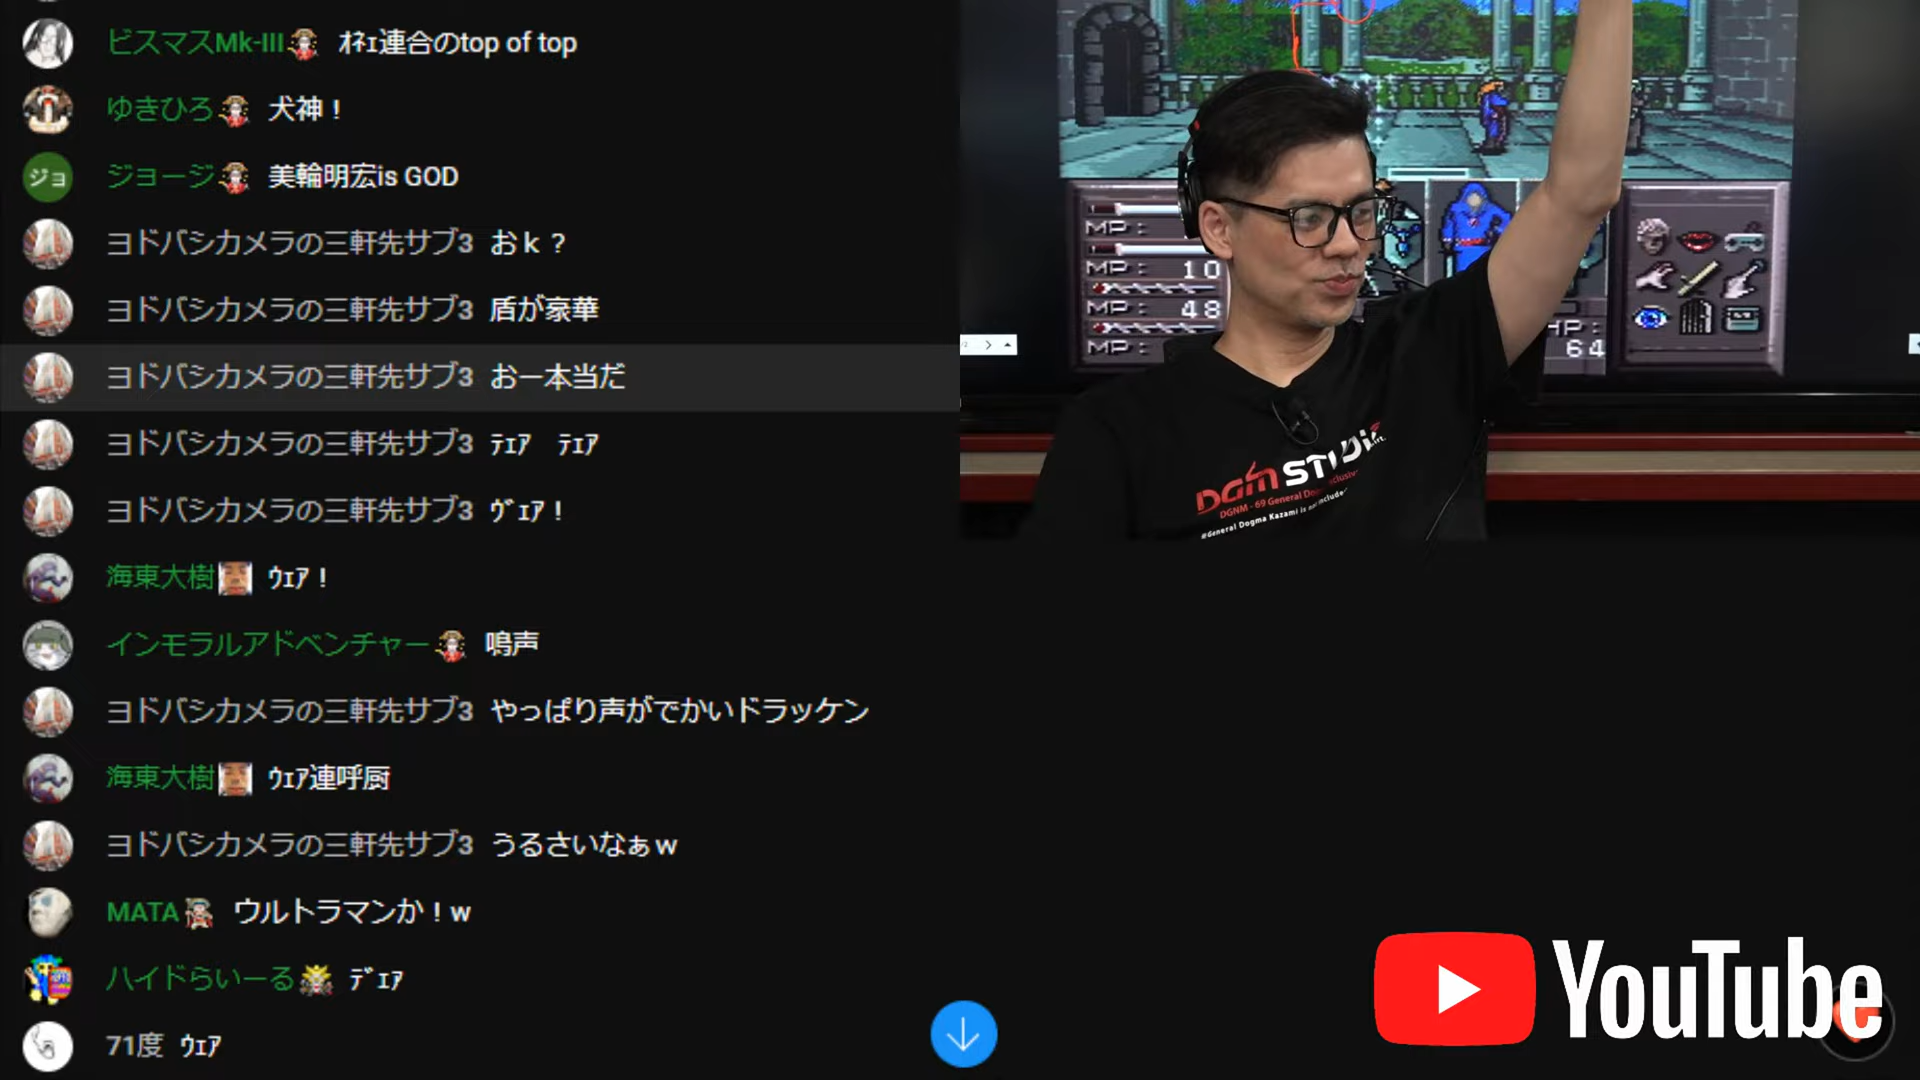 ビスマスMk-III ｵﾈｪ連合のtop of top
ゆきひろ 犬神！
ジョ ジョージ 美輪明宏is GOD
ヨドバシカメラの三軒先サブ3 おｋ？
ヨドバシカメラの三軒先サブ3 盾が豪華
ヨドバシカメラの三軒先サブ3 おー本当だ
ヨドバシカメラの三軒先サブ3 ﾃｪｱ　ﾃｪｱ
ヨドバシカメラの三軒先サブ3 ヴﾞｪｱ！
海東大樹 ｳｪｱ！
インモラルアドベンチャー 鳴声
ヨドバシカメラの三軒先サブ3 やっぱり声がでかいドラッケン
海東大樹 ｳｪｱ連呼厨
ヨドバシカメラの三軒先サブ3 うるさいなぁｗ
MATA ウルトラマンか！w
ハイドらいーる ﾃﾞｪｱ
71度 ｳｪｱ
MP:
MP: 10
MP: 48
MP:
HP:
64
DGM STUDIO
DGNM - 69 General
#General Dogma Kazami is not include
YouTube